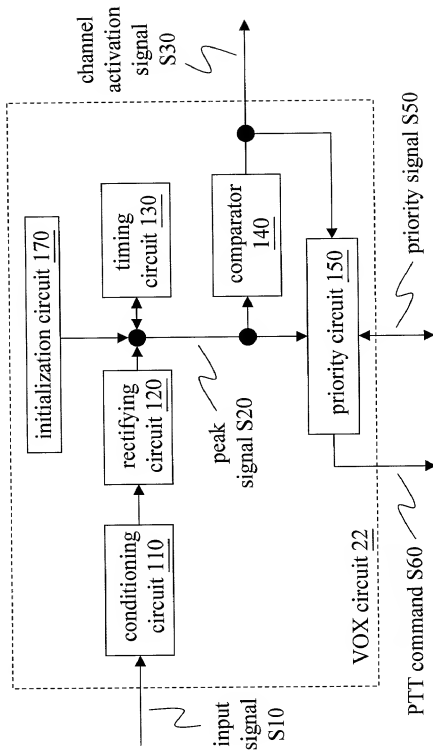 initialization circuit 170
conditioning
circuit 110
rectifying
circuit 120
timing
circuit 130
comparator
140
priority circuit 150
input
signal
S10
peak
signal S20
channel
activation
signal
S30
priority signal S50
PTT command S60
VOX circuit 22